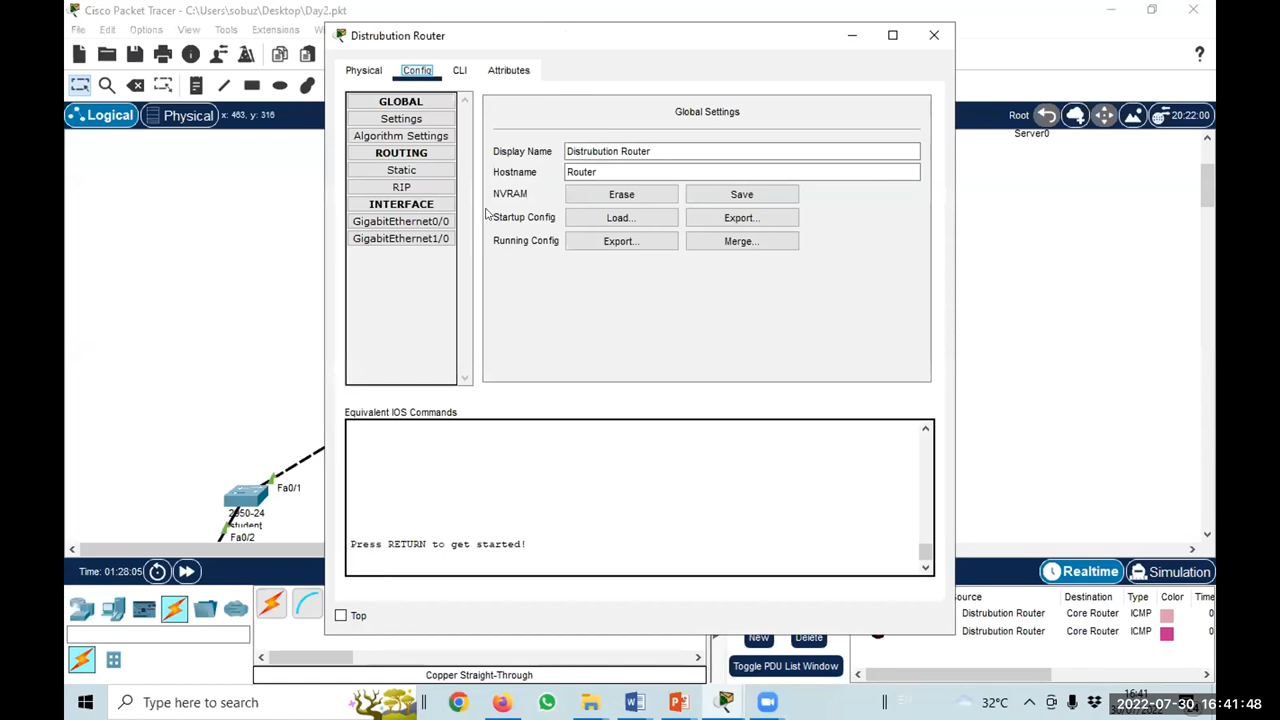 Cisco Packet Tracer - C:\Users\sobuz\Desktop\Day2.pkt
File Edit Options View Tools Extensions
Logical Physical x: 463, y: 316
Root 20:22:00
Server0
Distrubution Router
Physical Config CLI Attributes
GLOBAL
Settings
Algorithm Settings
ROUTING
Static
RIP
INTERFACE
GigabitEthernet0/0
GigabitEthernet1/0
Global Settings
Display Name Distrubution Router
Hostname Router
NVRAM Erase Save
Startup Config Load... Export...
Running Config Export... Merge...
Equivalent IOS Commands
Press RETURN to get started!
Top
Fa0/1
2950-24
student
Fa0/2
Time: 01:28:05
Realtime Simulation
Source Destination Type Color Time
Distrubution Router Core Router ICMP 0
Distrubution Router Core Router ICMP 0
New Delete
Toggle PDU List Window
Copper Straight-Through
Type here to search
32°C
16:41
2022-07-30 16:41:48